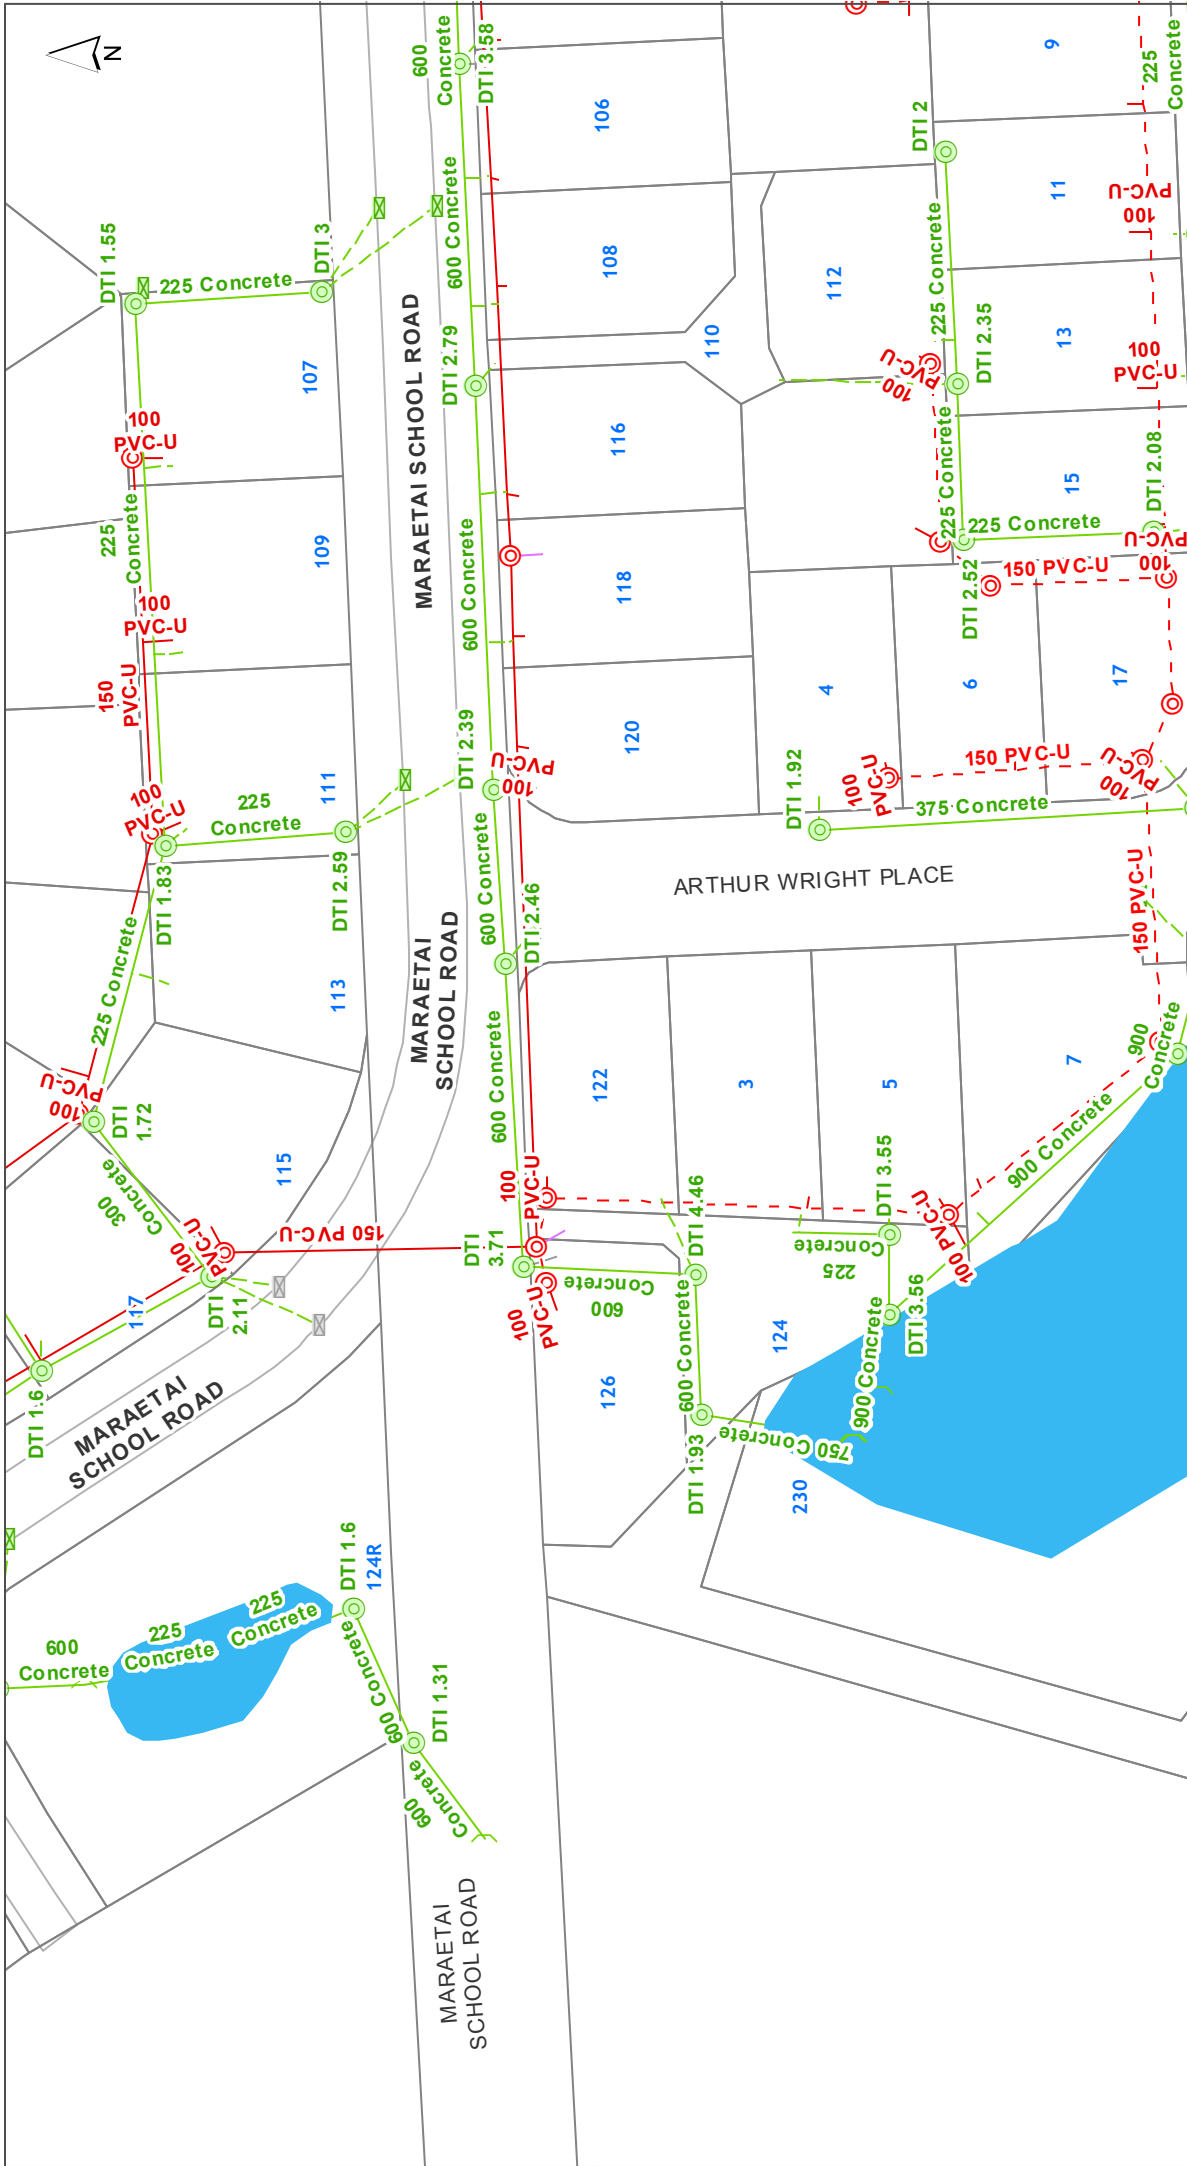 N
600
Concrete
DTI 3.58
106
9
225
Concrete
DTI 2
11
PVC-U
100
DTI 1.55
225 Concrete
DTI 3
600 Concrete
108
112
225 Concrete
110
13
DTI 2.35
100
PVC-U
107
MARAETAI SCHOOL ROAD
DTI 2.79
PVC-U
100
100
PVC-U
116
225 Concrete
DTI 2.08
15
225
Concrete
109
600 Concrete
118
225 Concrete
PVC-U
100
150 PVC-U
DTI 2.52
100
PVC-U
150
PVC-U
4
6
17
120
DTI 2.39
PVC-U
100
111
100
PVC-U
225
Concrete
DTI 1.92
100
PVC-U
150 PVC-U
PVC-U
100
375 Concrete
DTI 1.83
DTI 2.59
600 Concrete
DTI 2.46
ARTHUR WRIGHT PLACE
150 PVC-U
225 Concrete
113
MARAETAI
SCHOOL ROAD
PVC-U
100
DTI
1.72
600 Concrete
122
3
5
7
900
Concrete
115
300
Concrete
100
PVC-U
150 PVC-U
DTI
3.71
100
PVC-U
DTI 4.46
DTI 3.55
900 Concrete
100 PVC-U
225
Concrete
117
DTI
2.11
100
PVC-U
600
Concrete
600 Concrete
124
DTI 3.56
DTI 1.6
MARAETAI
SCHOOL ROAD
126
900 Concrete
DTI 1.93
750 Concrete
230
DTI 1.6
124R
225
Concrete
225
Concrete
600
Concrete
600 Concrete
DTI 1.31
600
Concrete
MARAETAI
SCHOOL ROAD